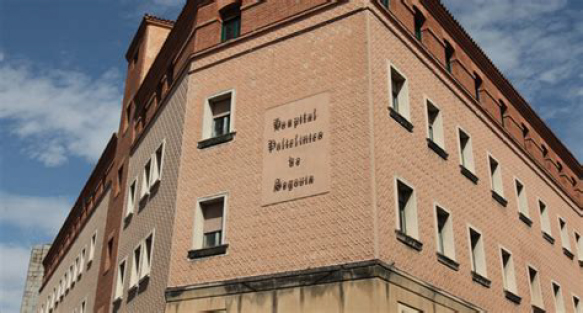 Hospital
Policlínico
de
Segovia